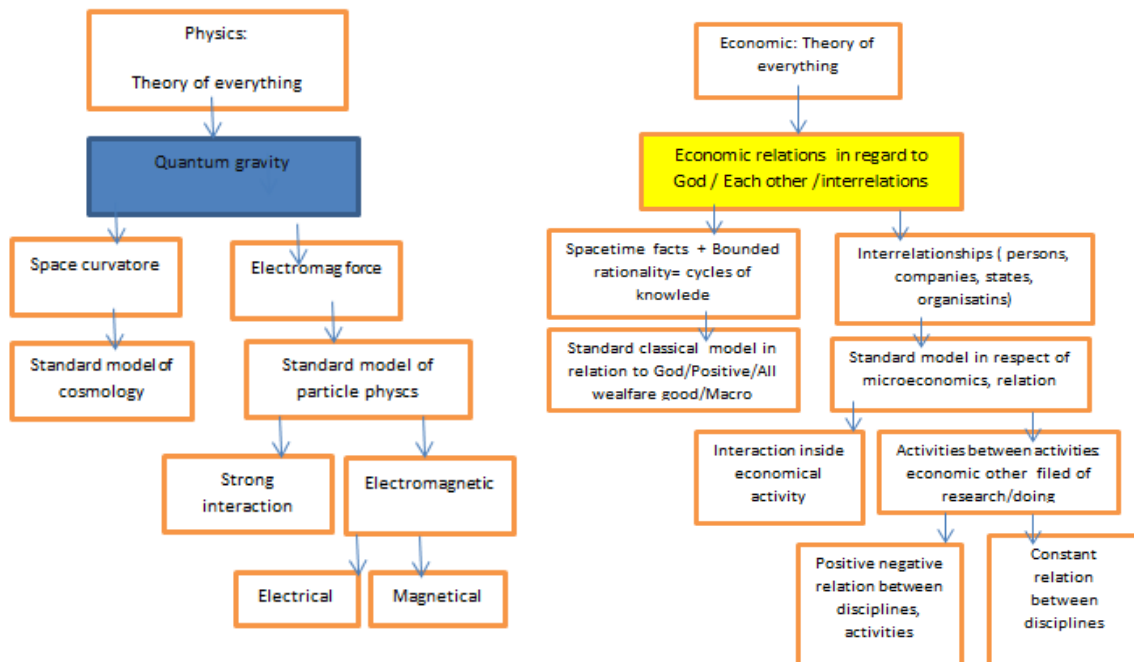 Physics:
Theory of everything
Quantum gravity
Space curvatore
Electromag force
Standard model of
cosmology
Standard model of
particle physcs
Strong
interaction
Electromagnetic
Electrical
Magnetical
Economic: Theory of
everything
Economic relations in regard to
God / Each other /interrelations
Spacetime facts + Bounded
rationality= cycles of
knowlede
Interrelationships ( persons,
companies, states,
organisatins)
Standard classical model in
relation to God/Positive/All
wealfare good/Macro
Standard model in respect of
microeconomics, relation
Interaction inside
economical
activity
Activities between activities
economic other filed of
research/doing
Positive negative
relation between
disciplines,
activities
Constant
relation
between
disciplines